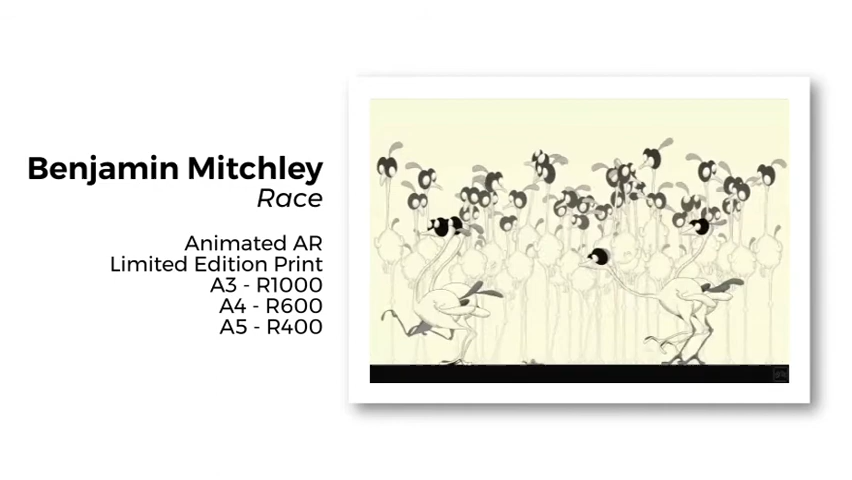 Benjamin Mitchley
Race
Animated AR
Limited Edition Print
A3 - R1000
A4 - R600
A5 - R400